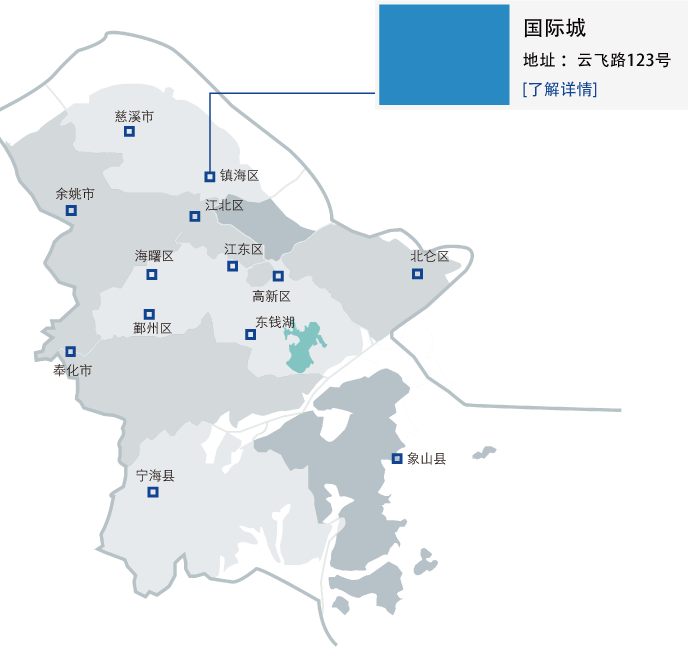 国际城
地址：云飞路123号
[了解详情]
慈溪市
镇海区
余姚市
江北区
海曙区
江东区
北仑区
高新区
鄞州区
东钱湖
奉化市
象山县
宁海县